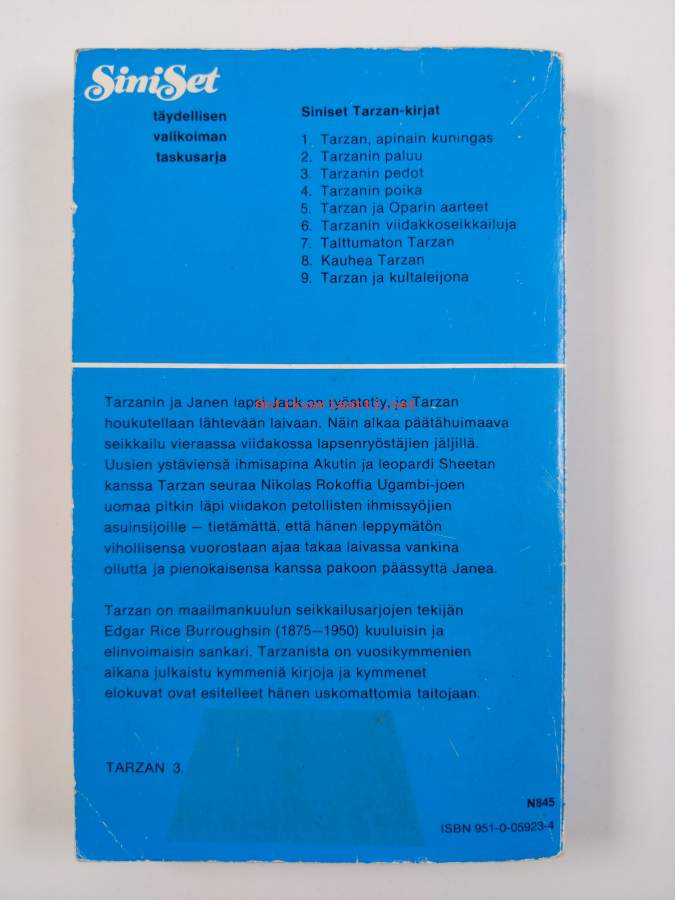 SiniSet
täydellisen
valikoiman
taskusarja
Siniset Tarzan-kirjat
1. Tarzan, apinain kuningas
2. Tarzanin paluu
3. Tarzanin pedot
4. Tarzanin poika
5. Tarzan ja Oparin aarteet
6. Tarzanin viidakkoseikkailuja
7. Talttumaton Tarzan
8. Kauhea Tarzan
9. Tarzan ja kultaleijona
Tarzanin ja Janen lapsi Jack on ryöstetty, ja Tarzan
houkutellaan lähtevään laivaan. Näin alkaa päätähuimaava
seikkailu vieraassa viidakossa lapsenryöstäjien jäljillä.
Uusien ystäviensä ihmisapina Akutin ja leopardi Sheetan
kanssa Tarzan seuraa Nikolas Rokoffia Ugambi-joen
uomaa pitkin läpi viidakon petollisten ihmissyöjien
asuinsijoille — tietämättä, että hänen leppymätön
vihollisensa vuorostaan ajaa takaa laivassa vankina
ollutta ja pienokaisensa kanssa pakoon päässyttä Janea.
Tarzan on maailmankuulun seikkailusarjojen tekijän
Edgar Rice Burroughsin (1875—1950) kuuluisin ja
elinvoimaisin sankari. Tarzanista on vuosikymmenien
aikana julkaistu kymmeniä kirjoja ja kymmenet
elokuvat ovat esitelleet hänen uskomattomia taitojaan.
TARZAN 3.
N845
ISBN 951-0-05923-4